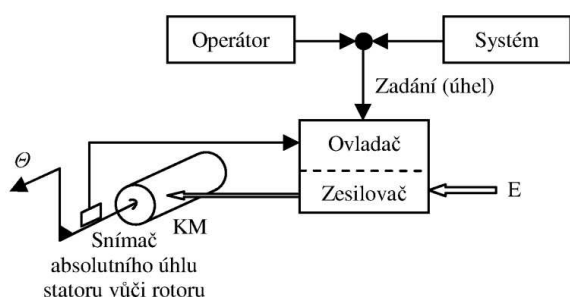 Operátor
Systém
Zadání (úhel)
Ovladač
Zesilovač
E
Θ
KM
Snímač
absolutního úhlu
statoru vůči rotoru